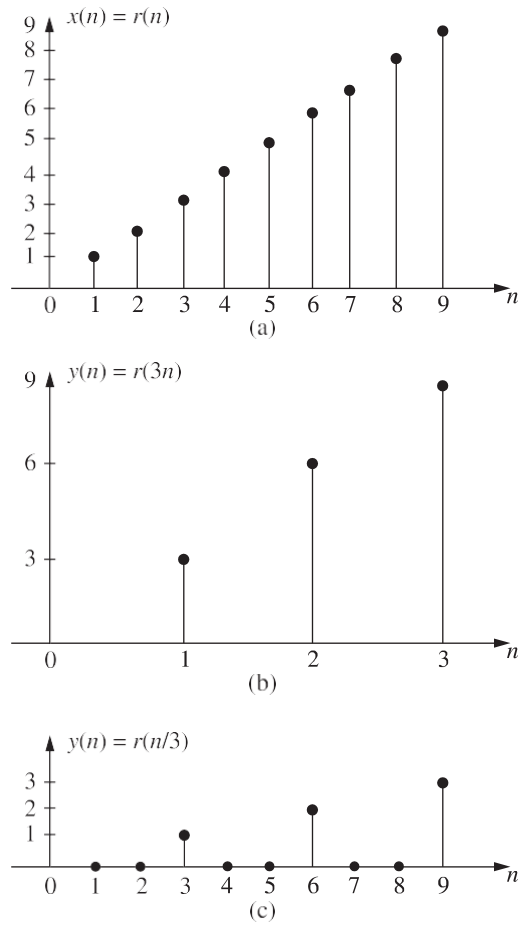 9 x(n) = r(n)
8
7
6
5
4
3
2
1
0 1 2 3 4 5 6 7 8 9 n
(a)
9 y(n) = r(3n)
6
3
0 1 2 3 n
(b)
y(n) = r(n/3)
3
2
1
0 1 2 3 4 5 6 7 8 9 n
(c)